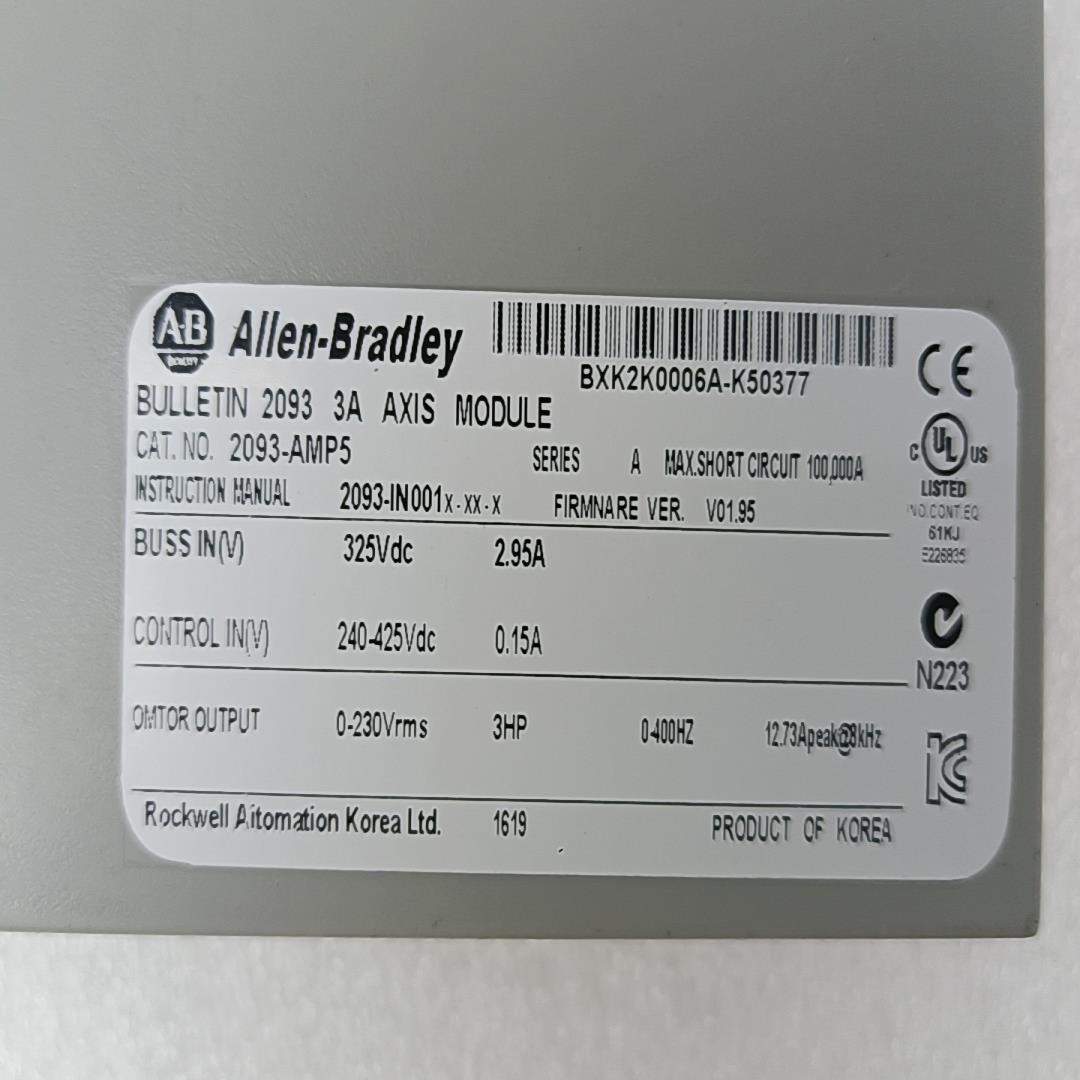 A-B Allen-Bradley
BXK2K0006A-K50377
BULLETIN 2093 3A AXIS MODULE
CAT. NO. 2093-AMP5 SERIES A MAX.SHORT CIRCUIT 100,000A
INSTRUCTION MANUAL 2093-IN001x-xx-x FIRMNARE VER. V01.95
BUSS IN(V) 325Vdc 2.95A
CONTROL IN(V) 240-425Vdc 0.15A
OMTOR OUTPUT 0-230Vrms 3HP 0-400HZ 12.73Apeak@8kHz
Rockwell Aitomation Korea Ltd. 1619 PRODUCT OF KOREA
CE
C UL US
LISTED
IND.CONT.EQ
61KJ
E226835
N223